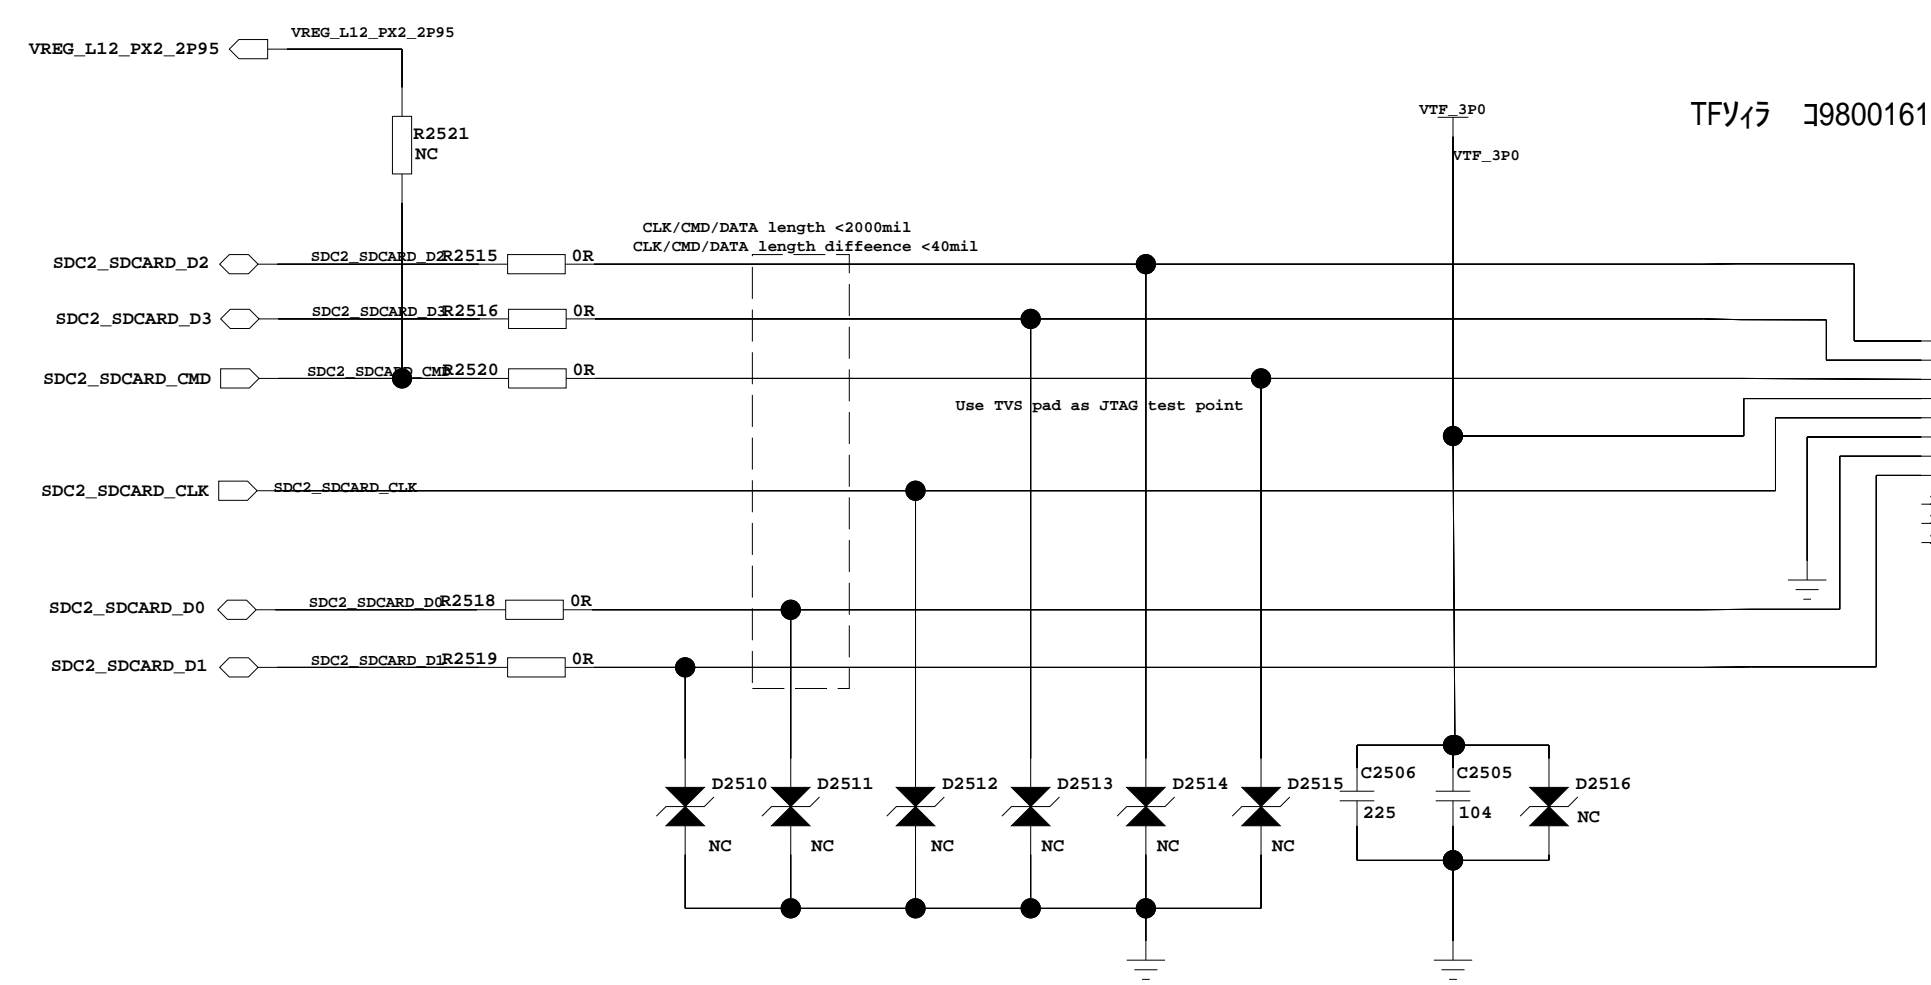 VREG_L12_PX2_2P95
VREG_L12_PX2_2P95
R2521
NC
VTF_3P0
VTF_3P0
TFソィラ コ9800161
CLK/CMD/DATA length <2000mil
CLK/CMD/DATA length diffeence <40mil
SDC2_SDCARD_D2
SDC2_SDCARD_D2
R2515
0R
SDC2_SDCARD_D3
SDC2_SDCARD_D3
R2516
0R
SDC2_SDCARD_CMD
SDC2_SDCARD_CMD
R2520
0R
Use TVS pad as JTAG test point
SDC2_SDCARD_CLK
SDC2_SDCARD_CLK
SDC2_SDCARD_D0
SDC2_SDCARD_D0
R2518
0R
SDC2_SDCARD_D1
SDC2_SDCARD_D1
R2519
0R
D2510
NC
D2511
NC
D2512
NC
D2513
NC
D2514
NC
D2515
NC
C2506
225
C2505
104
D2516
NC